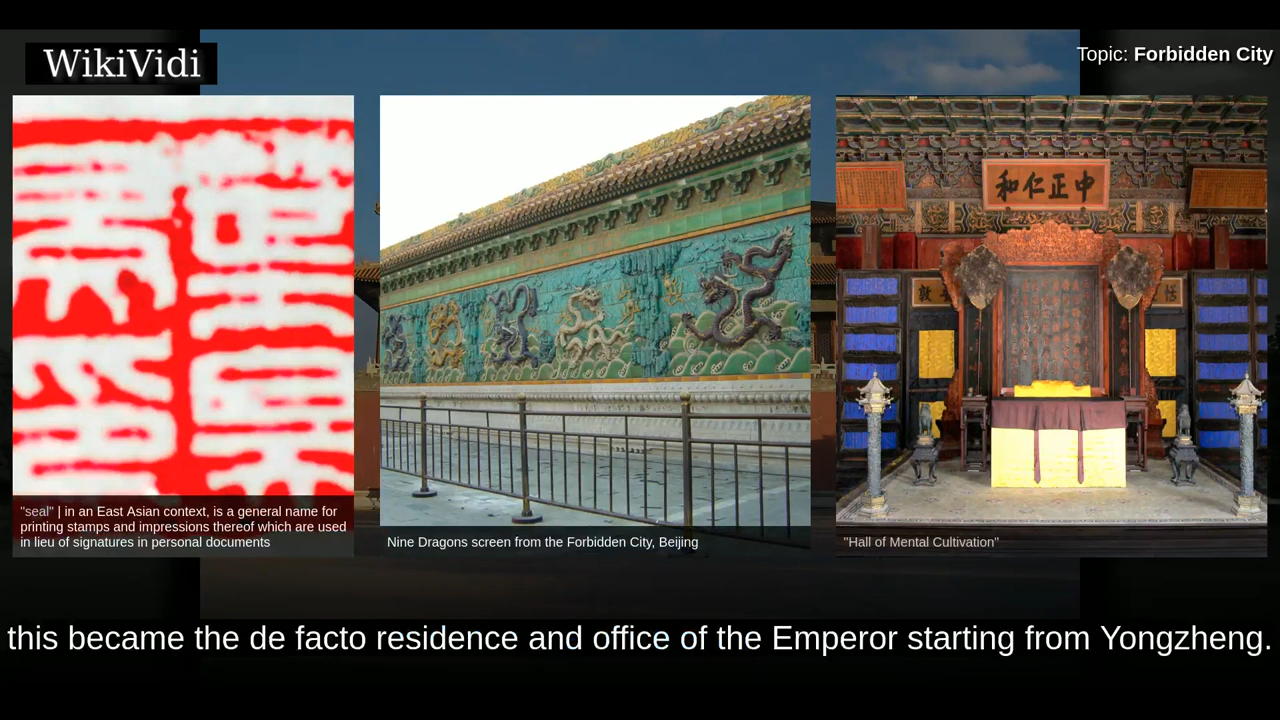 WikiVidi
Topic: Forbidden City
和仁正中
"seal" | in an East Asian context, is a general name for
printing stamps and impressions thereof which are used
in lieu of signatures in personal documents
Nine Dragons screen from the Forbidden City, Beijing
"Hall of Mental Cultivation"
this became the de facto residence and office of the Emperor starting from Yongzheng.